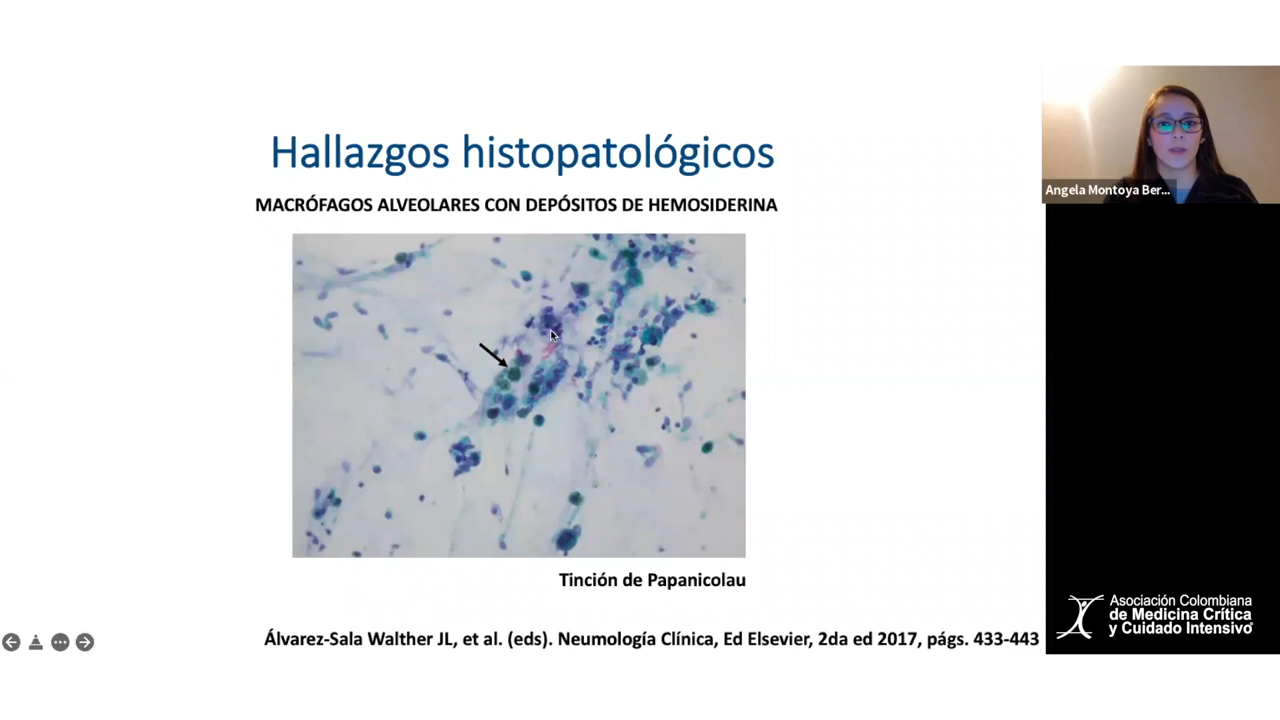 Hallazgos histopatológicos
MACRÓFAGOS ALVEOLARES CON DEPÓSITOS DE HEMOSIDERINA
Tinción de Papanicolau
Álvarez-Sala Walther JL, et al. (eds). Neumología Clínica, Ed Elsevier, 2da ed 2017, págs. 433-443
Angela Montoya Ber...
Asociación Colombiana
de Medicina Crítica
y Cuidado Intensivo